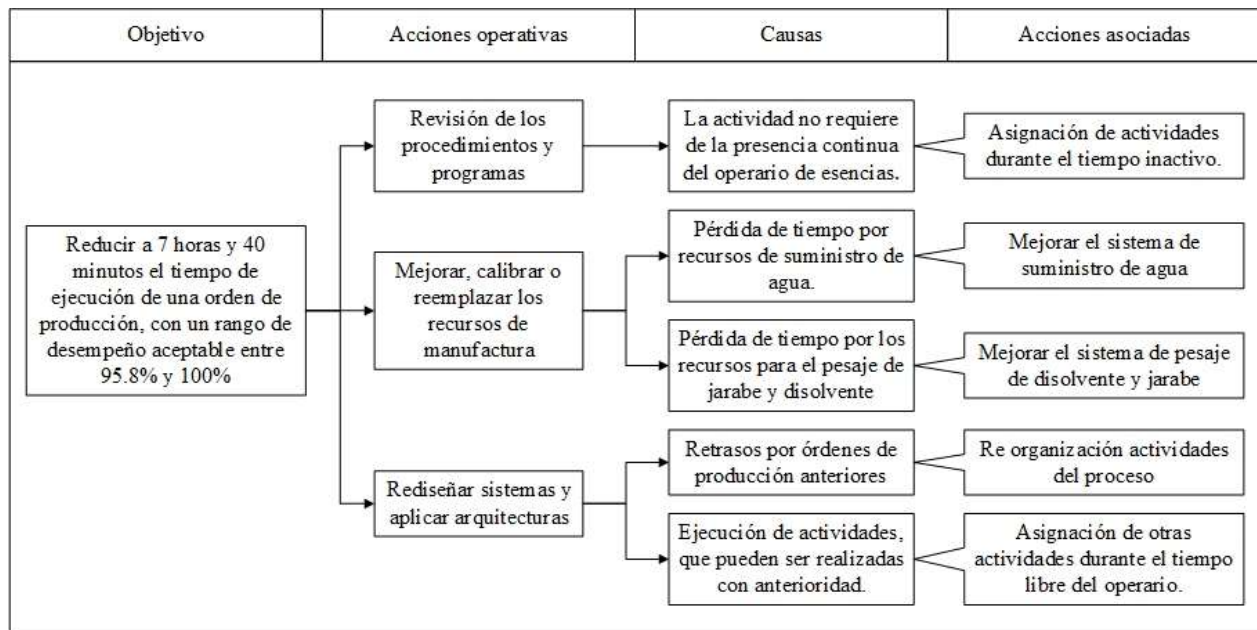 Objetivo
Acciones operativas
Causas
Acciones asociadas
Reducir a 7 horas y 40
minutos el tiempo de
ejecución de una orden de
producción, con un rango de
desempeño aceptable entre
95.8% y 100%
Revisión de los
procedimientos y
programas
La actividad no requiere
de la presencia continua
del operario de esencias.
Asignación de actividades
durante el tiempo inactivo.
Mejorar, calibrar o
reemplazar los
recursos de
manufactura
Pérdida de tiempo por
recursos de suministro de
agua.
Mejorar el sistema de
suministro de agua
Pérdida de tiempo por los
recursos para el pesaje de
jarabe y disolvente
Mejorar el sistema de pesaje
de disolvente y jarabe
Rediseñar sistemas y
aplicar arquitecturas
Retrasos por órdenes de
producción anteriores
Re organización actividades
del proceso
Ejecución de actividades,
que pueden ser realizadas
con anterioridad.
Asignación de otras
actividades durante el tiempo
libre del operario.